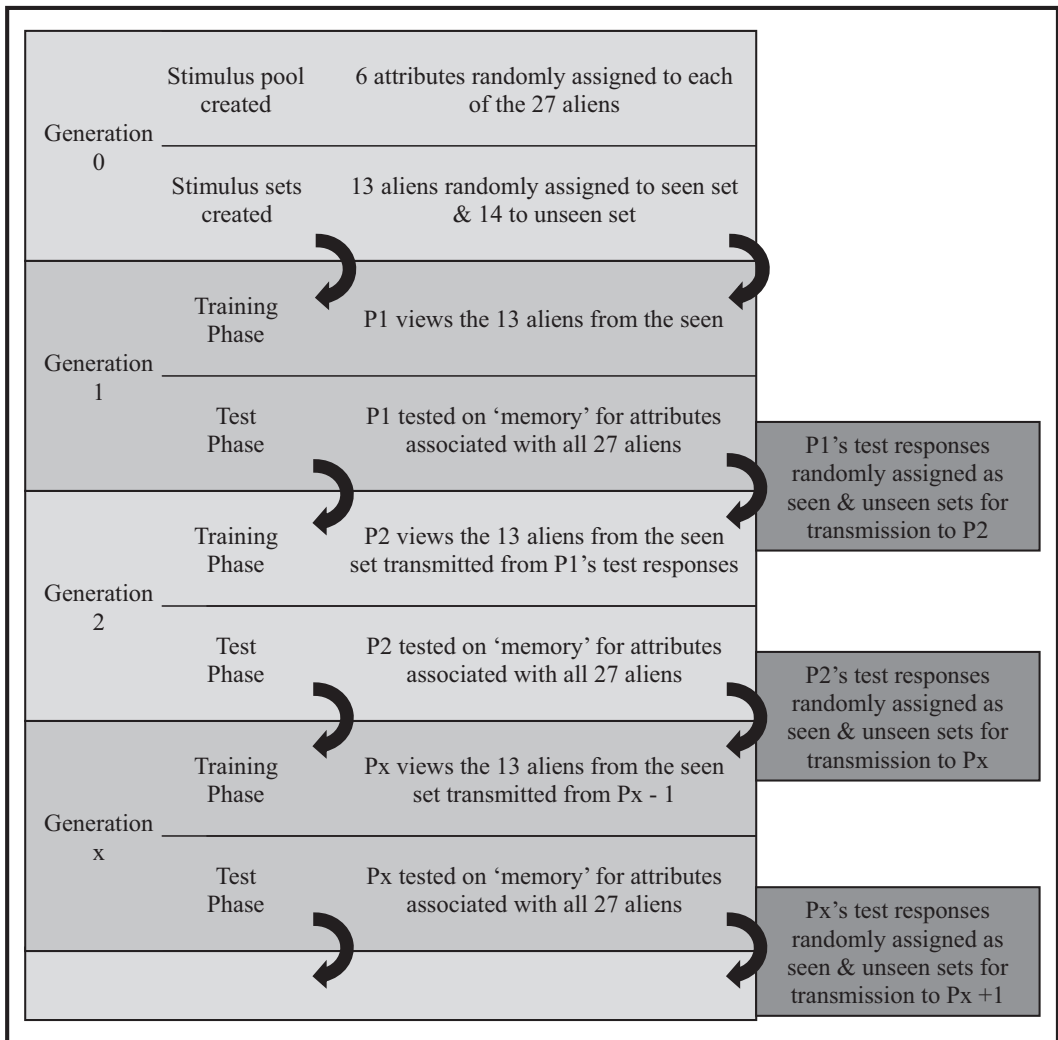 Generation
0
Stimulus pool
created
6 attributes randomly assigned to each
of the 27 aliens
Stimulus sets
created
13 aliens randomly assigned to seen set
& 14 to unseen set
Generation
1
Training
Phase
P1 views the 13 aliens from the seen
Test
Phase
P1 tested on ‘memory’ for attributes
associated with all 27 aliens
P1’s test responses
randomly assigned as
seen & unseen sets for
transmission to P2
Generation
2
Training
Phase
P2 views the 13 aliens from the seen
set transmitted from P1’s test responses
Test
Phase
P2 tested on ‘memory’ for attributes
associated with all 27 aliens
P2’s test responses
randomly assigned as
seen & unseen sets for
transmission to Px
Generation
x
Training
Phase
Px views the 13 aliens from the seen
set transmitted from Px - 1
Test
Phase
Px tested on ‘memory’ for attributes
associated with all 27 aliens
Px’s test responses
randomly assigned as
seen & unseen sets for
transmission to Px +1